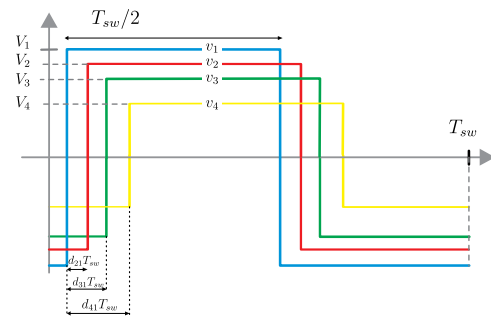 T_{sw}/2
V_1
v_1
V_2
v_2
V_3
v_3
V_4
v_4
T_{sw}
d_{21}T_{sw}
d_{31}T_{sw}
d_{41}T_{sw}